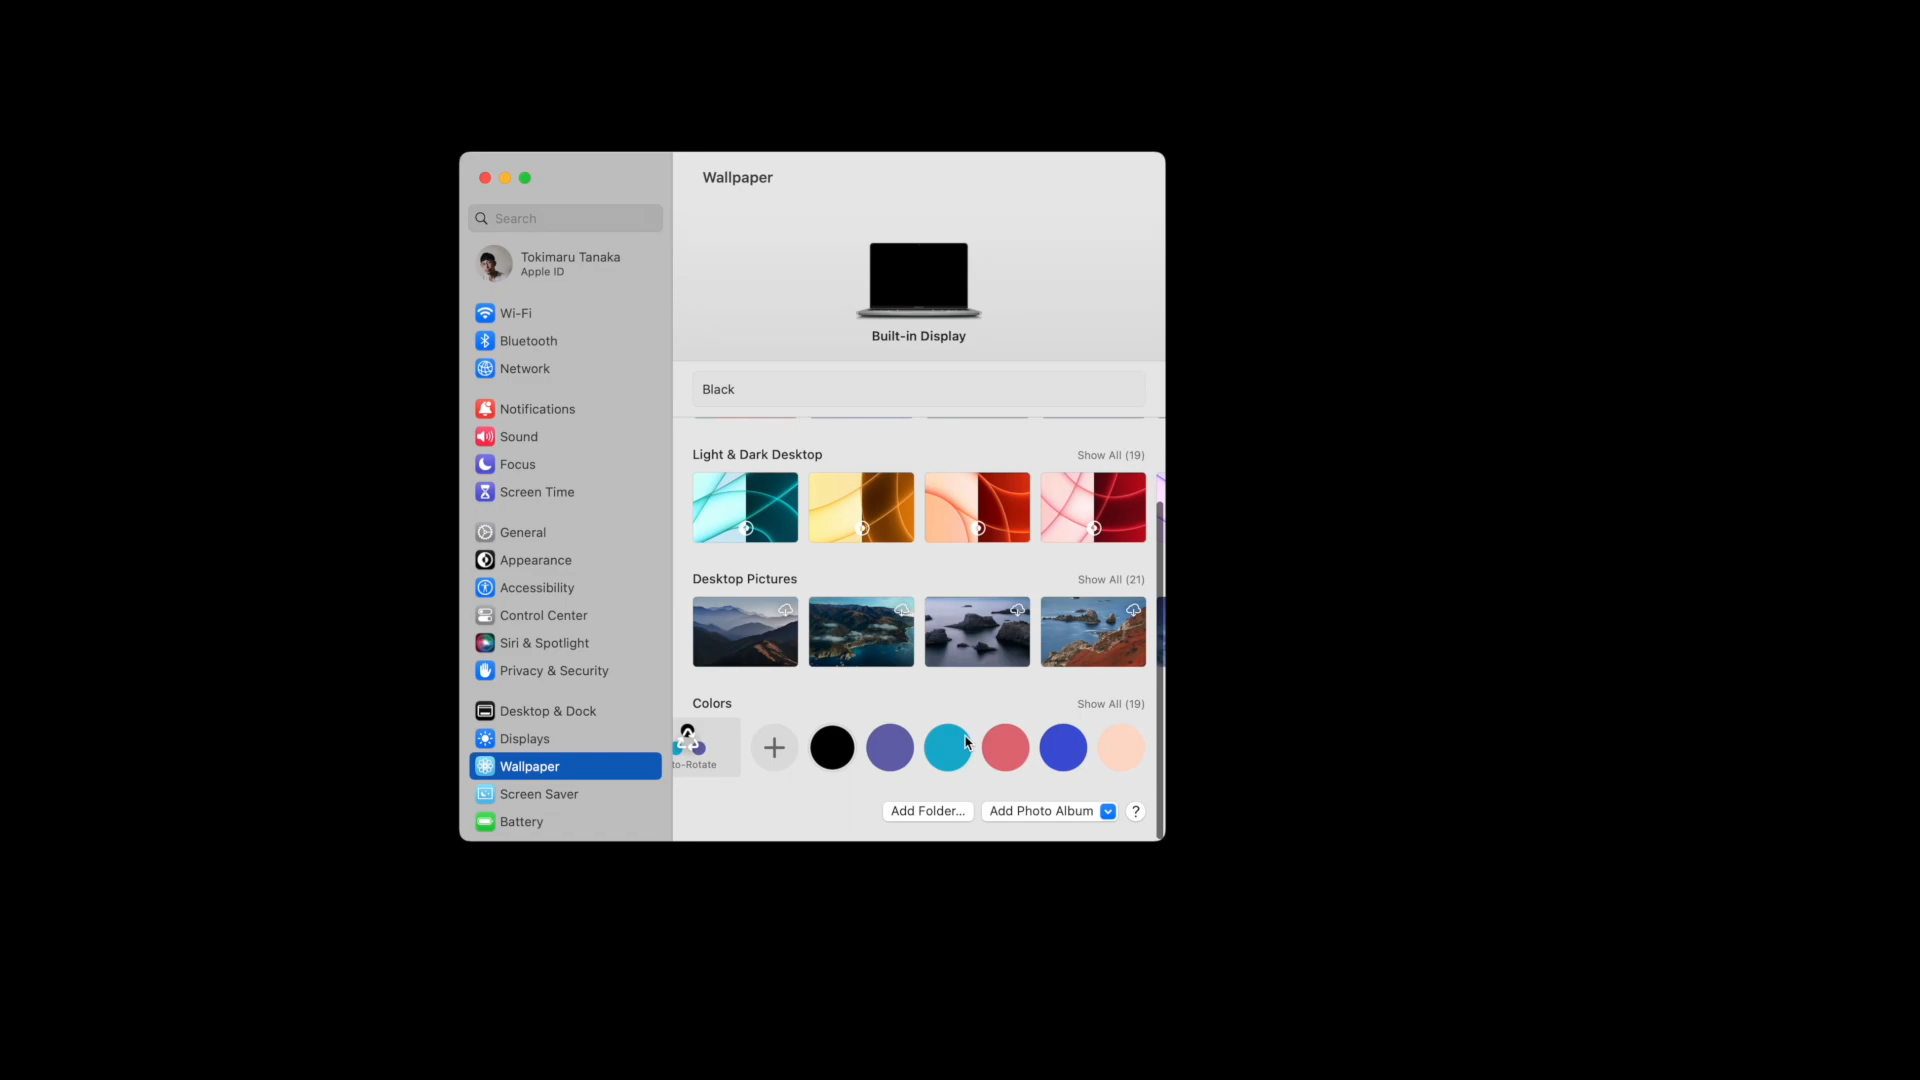 Search
Tokimaru Tanaka
Apple ID
Wi-Fi
Bluetooth
Network
Notifications
Sound
Focus
Screen Time
General
Appearance
Accessibility
Control Center
Siri & Spotlight
Privacy & Security
Desktop & Dock
Displays
Wallpaper
Screen Saver
Battery
Wallpaper
Built-in Display
Black
Light & Dark Desktop
Show All (19)
Desktop Pictures
Show All (21)
Colors
Show All (19)
to-Rotate
Add Folder...
Add Photo Album
?